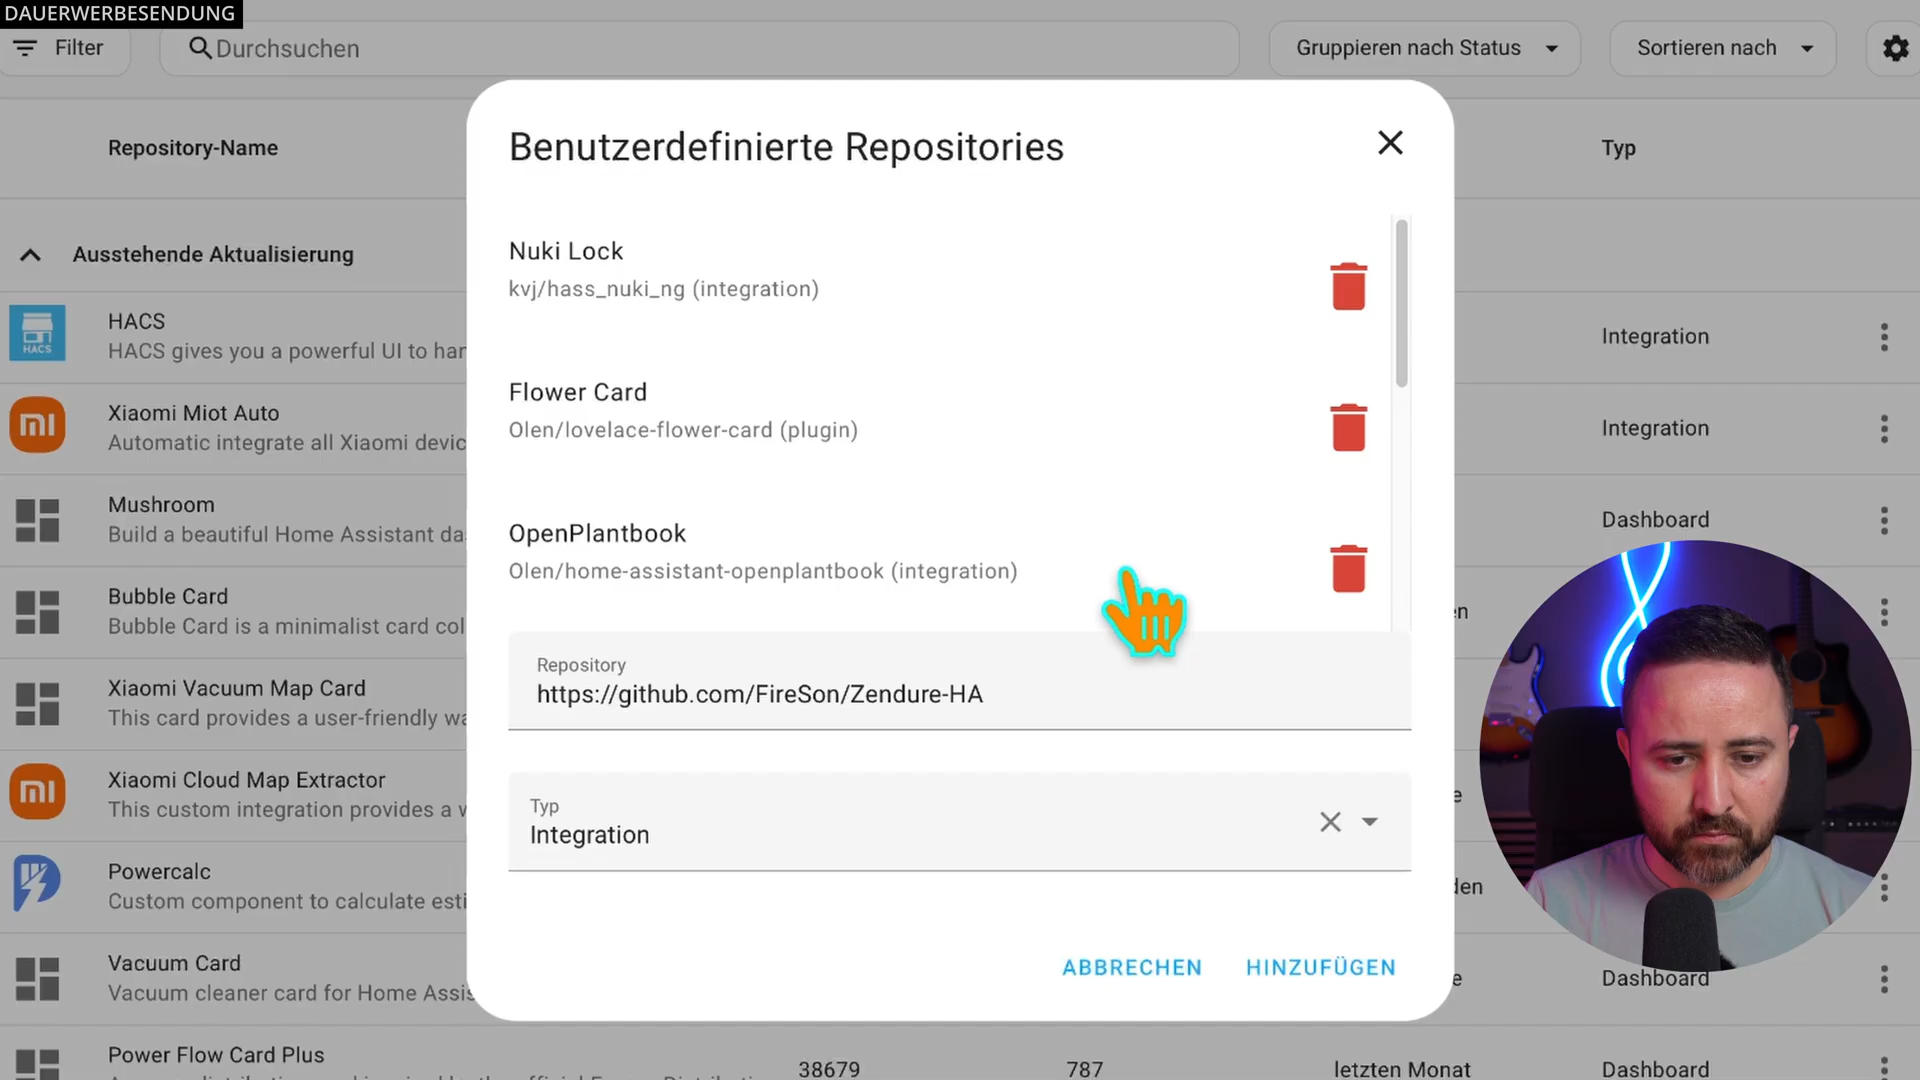 DAUERWERBESENDUNG
Filter
Durchsuchen
Gruppieren nach Status
Sortieren nach
Repository-Name
Typ
Ausstehende Aktualisierung
HACS
HACS
HACS gives you a powerful UI to han
Integration
Xiaomi Miot Auto
Automatic integrate all Xiaomi devic
Integration
Mushroom
Build a beautiful Home Assistant da
Dashboard
Bubble Card
Bubble Card is a minimalist card col
en
Xiaomi Vacuum Map Card
This card provides a user-friendly wa
Xiaomi Cloud Map Extractor
This custom integration provides a v
e
Powercalc
Custom component to calculate esti
den
Vacuum Card
Vacuum cleaner card for Home Assis
e
Dashboard
Power Flow Card Plus
38679
787
letzten Monat
Dashboard
Benutzerdefinierte Repositories
Nuki Lock
kvj/hass_nuki_ng (integration)
Flower Card
Olen/lovelace-flower-card (plugin)
OpenPlantbook
Olen/home-assistant-openplantbook (integration)
Repository
https://github.com/FireSon/Zendure-HA
Typ
Integration
ABBRECHEN
HINZUFÜGEN